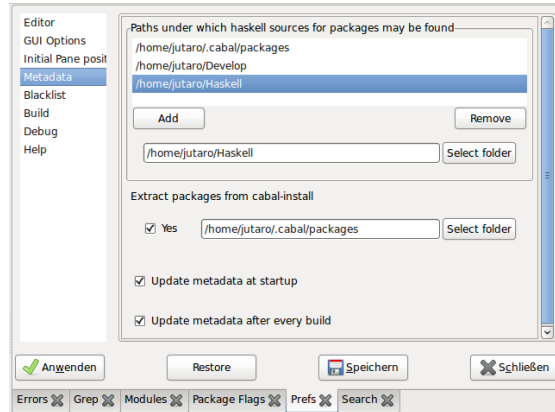 Editor
GUI Options
Initial Pane posit
Metadata
Blacklist
Build
Debug
Help
Paths under which haskell sources for packages may be found
/home/jutaro/.cabal/packages
/home/jutaro/Develop
/home/jutaro/Haskell
Add Remove
/home/jutaro/Haskell Select folder
Extract packages from cabal-install
Yes /home/jutaro/.cabal/packages Select folder
Update metadata at startup
Update metadata after every build
Anwenden Restore Speichern Schließen
Errors Grep Modules Package Flags Prefs Search